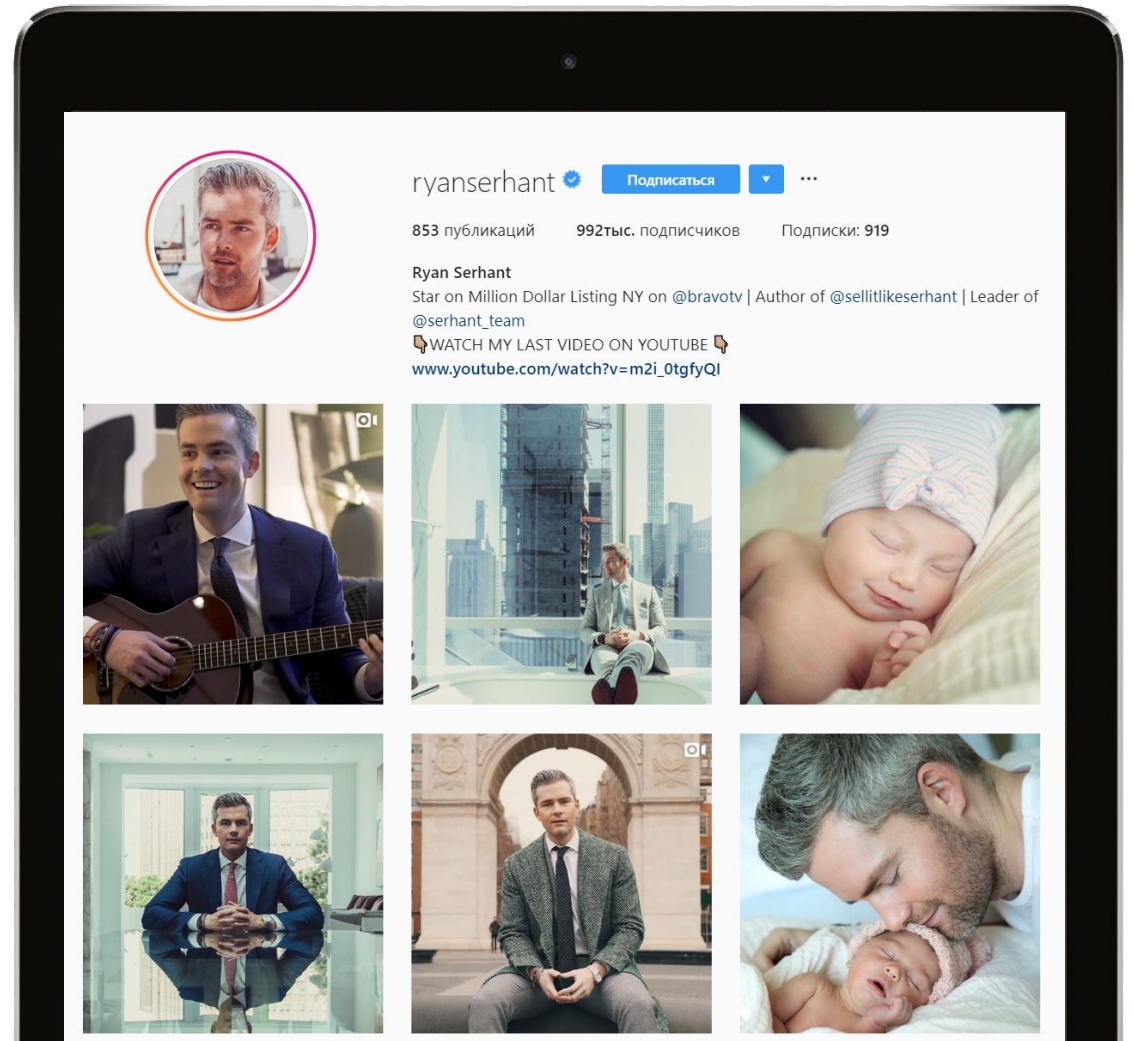 ryanserhant Подписаться
853 публикаций 992тыс. подписчиков Подписки: 919
Ryan Serhant
Star on Million Dollar Listing NY on @bravotv | Author of @sellitlikeserhant | Leader of
@serhant_team
👇🏽WATCH MY LAST VIDEO ON YOUTUBE 👇🏽
www.youtube.com/watch?v=m2i_0tgfyQI